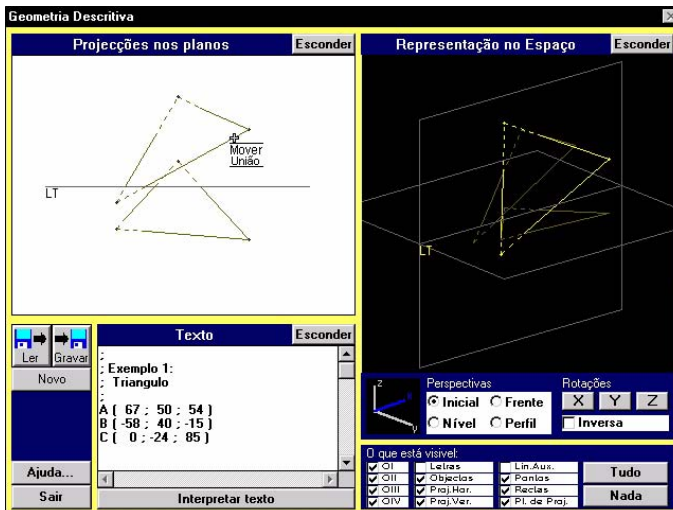 Geometria Descritiva
Projecções nos planos
Esconder
Mover
União
LT
Representação no Espaço
Esconder
LT
Ler
Gravar
Novo
Ajuda...
Sair
Texto
Esconder
;
; Exemplo 1:
; Triangulo
;
A ( 67 ; 50 ; 54 )
B ( -58 ; 40 ; -15 )
C ( 0 ; -24 ; 85 )
Interpretar texto
z
x
y
Perspectivas
Inicial
Frente
Nível
Perfil
Rotações
X
Y
Z
Inversa
O que está visivel:
OI
Letras
Lin.Aux.
OII
Objectos
Pontos
OIII
Proj.Hor.
Rectas
OIV
Proj.Ver.
Pl. de Proj.
Tudo
Nada